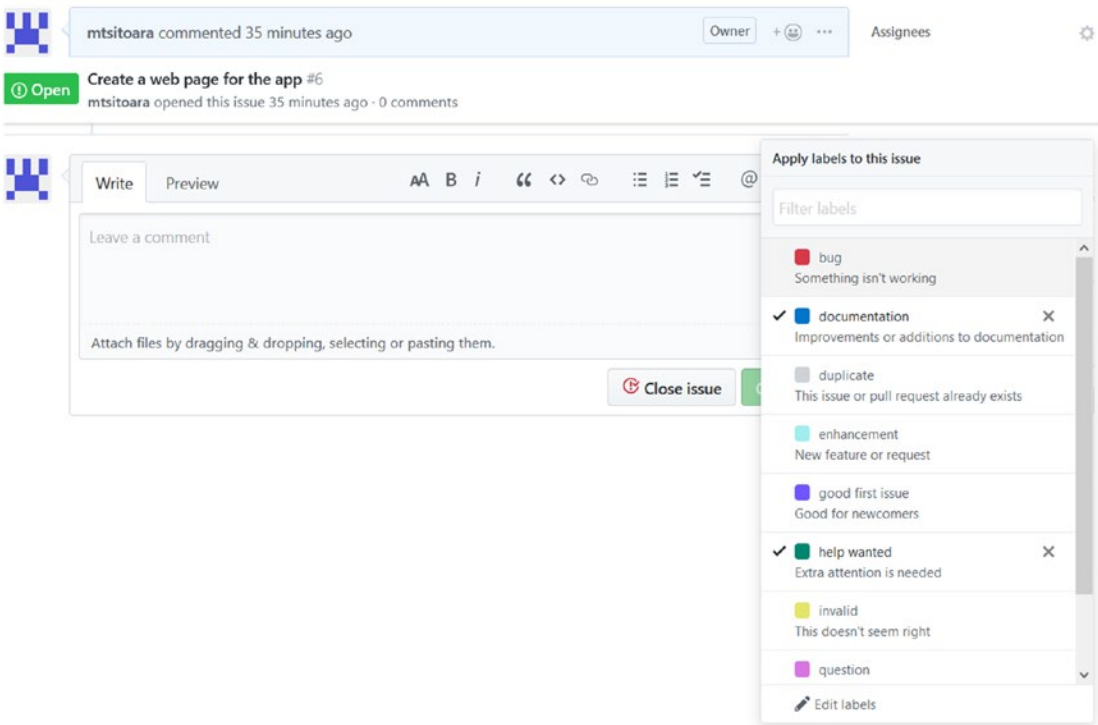 mtsitoara commented 35 minutes ago
Owner
Assignees
Open
Create a web page for the app #6
mtsitoara opened this issue 35 minutes ago · 0 comments
Write
Preview
AA B i
@
Leave a comment
Attach files by dragging & dropping, selecting or pasting them.
Close issue
Apply labels to this issue
Filter labels
bug
Something isn't working
documentation
Improvements or additions to documentation
duplicate
This issue or pull request already exists
enhancement
New feature or request
good first issue
Good for newcomers
help wanted
Extra attention is needed
invalid
This doesn't seem right
question
Edit labels